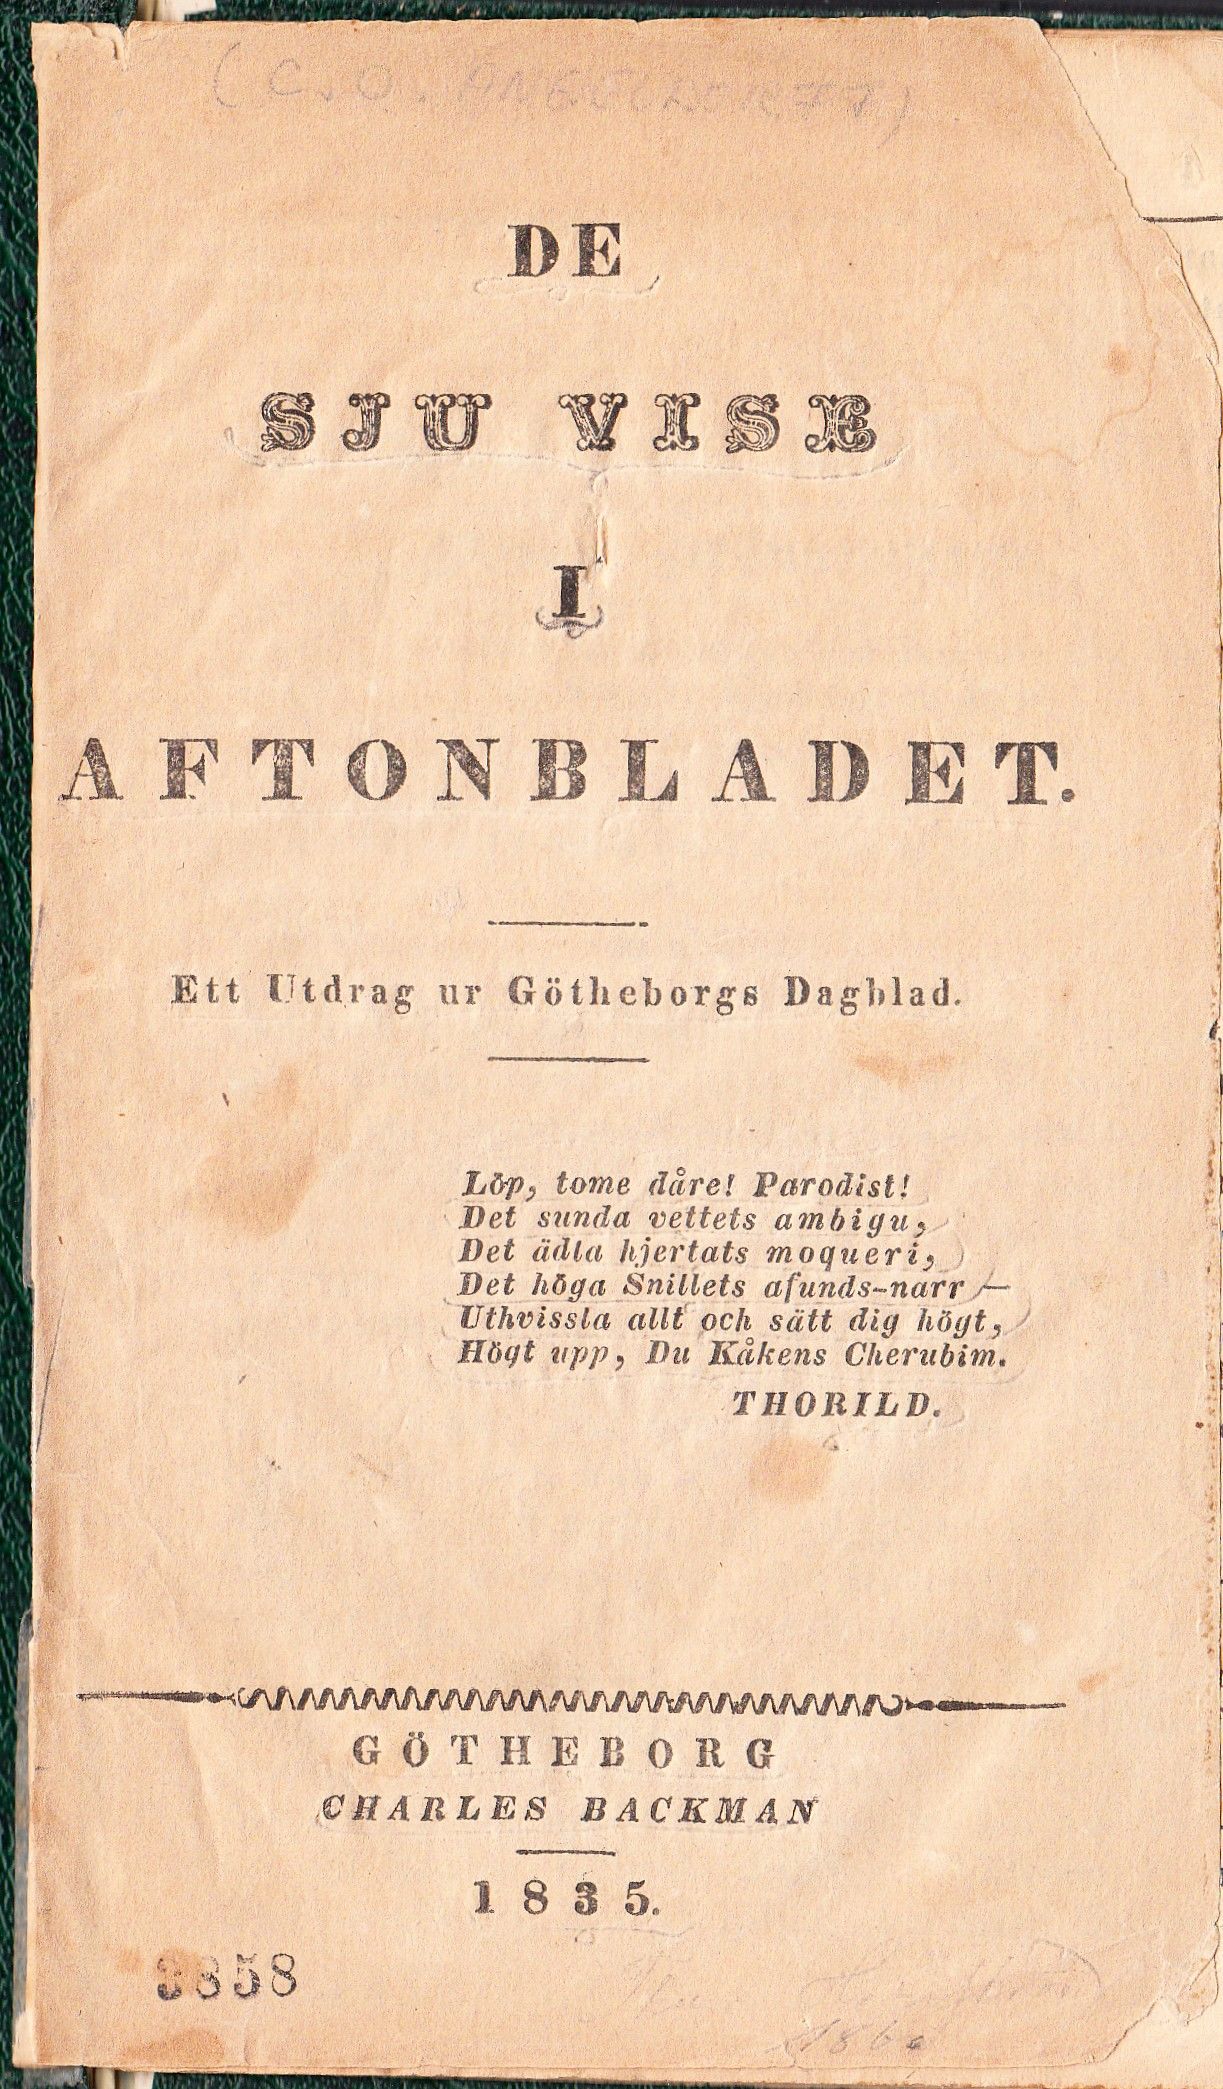 DE
SJU VISE
I
AFTONBLADET.
Ett Utdrag ur Götheborgs Dagblad.
Löp, tome dåre! Parodist!
Det sunda vettets ambigu,
Det ädla hjertats moqueri,
Det höga Snillets afunds-narr —
Uthvissla allt och sätt dig högt,
Högt upp, Du Kåkens Cherubim.
THORILD.
GÖTHEBORG
CHARLES BACKMAN
1835.
3858